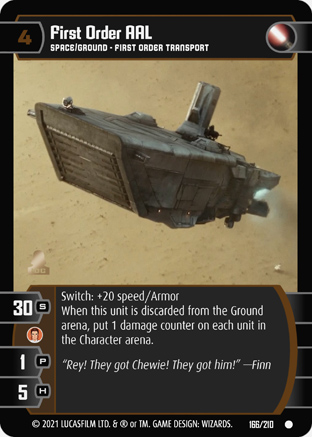 4
First Order AAL
SPACE/GROUND - FIRST ORDER TRANSPORT
30 S
1 P
5 H
Switch: +20 speed/Armor
When this unit is discarded from the Ground
arena, put 1 damage counter on each unit in
the Character arena.
“Rey! They got Chewie! They got him!” —Finn
© 2021 LUCASFILM LTD. & ® or TM. GAME DESIGN: WIZARDS.
166/210